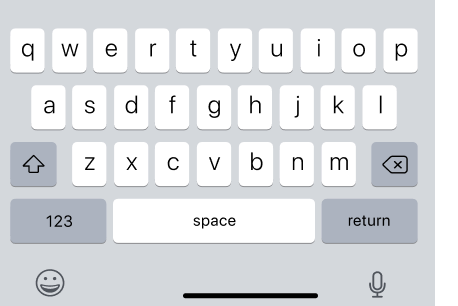 q w e r t y u i o p
a s d f g h j k l
z x c v b n m
123 space return